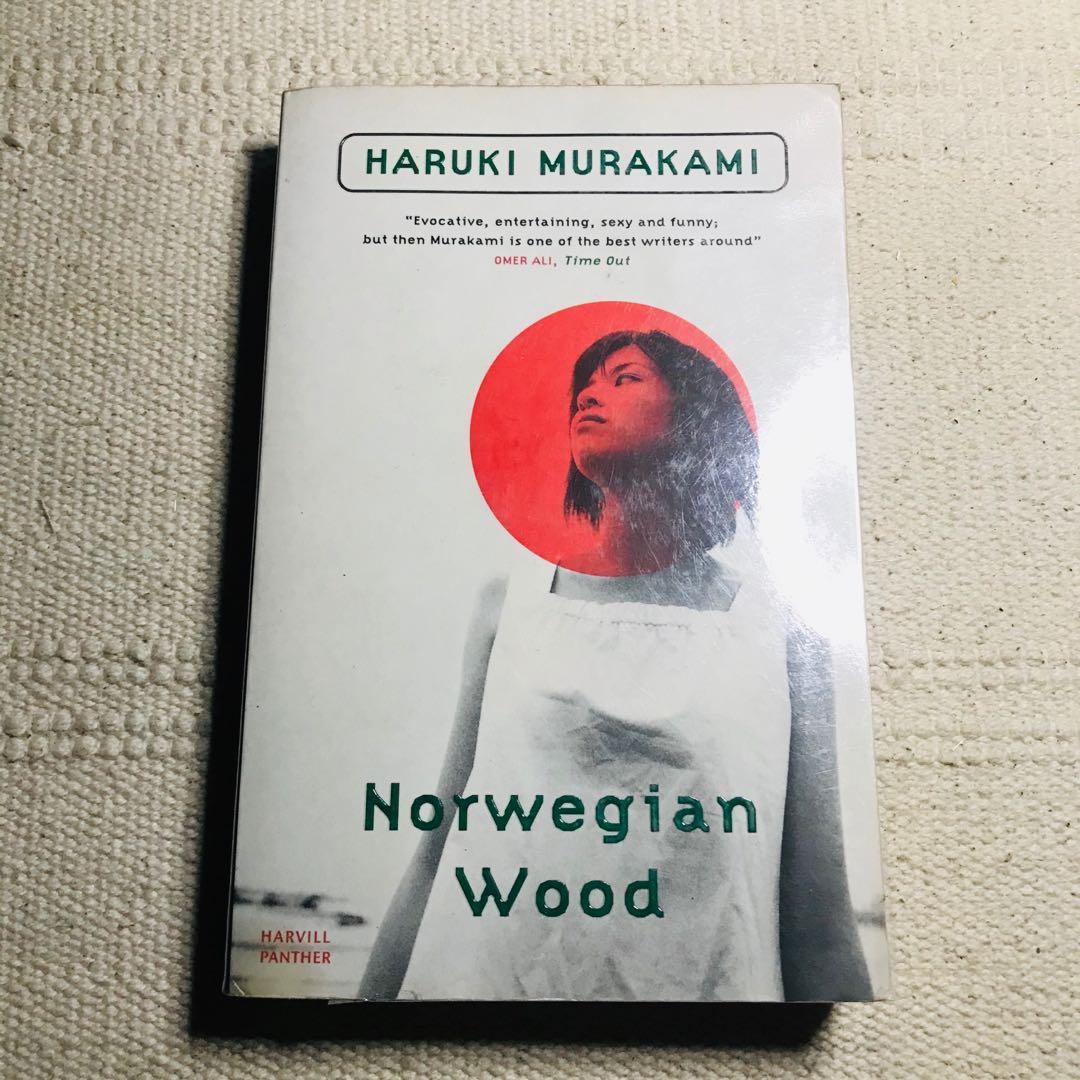 HARUKI MURAKAMI
“Evocative, entertaining, sexy and funny;
but then Murakami is one of the best writers around”
OMER ALI, Time Out
Norwegian
Wood
HARVILL
PANTHER